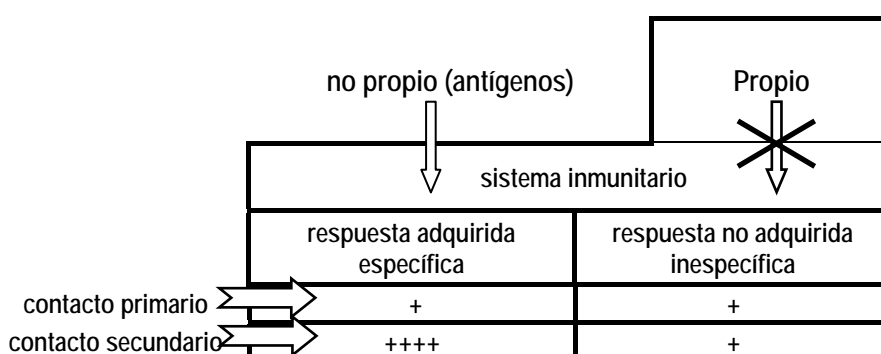 no propio (antígenos) Propio
sistema inmunitario
respuesta adquirida respuesta no adquirida
específica inespecífica
contacto primario + +
contacto secundario ++++ +